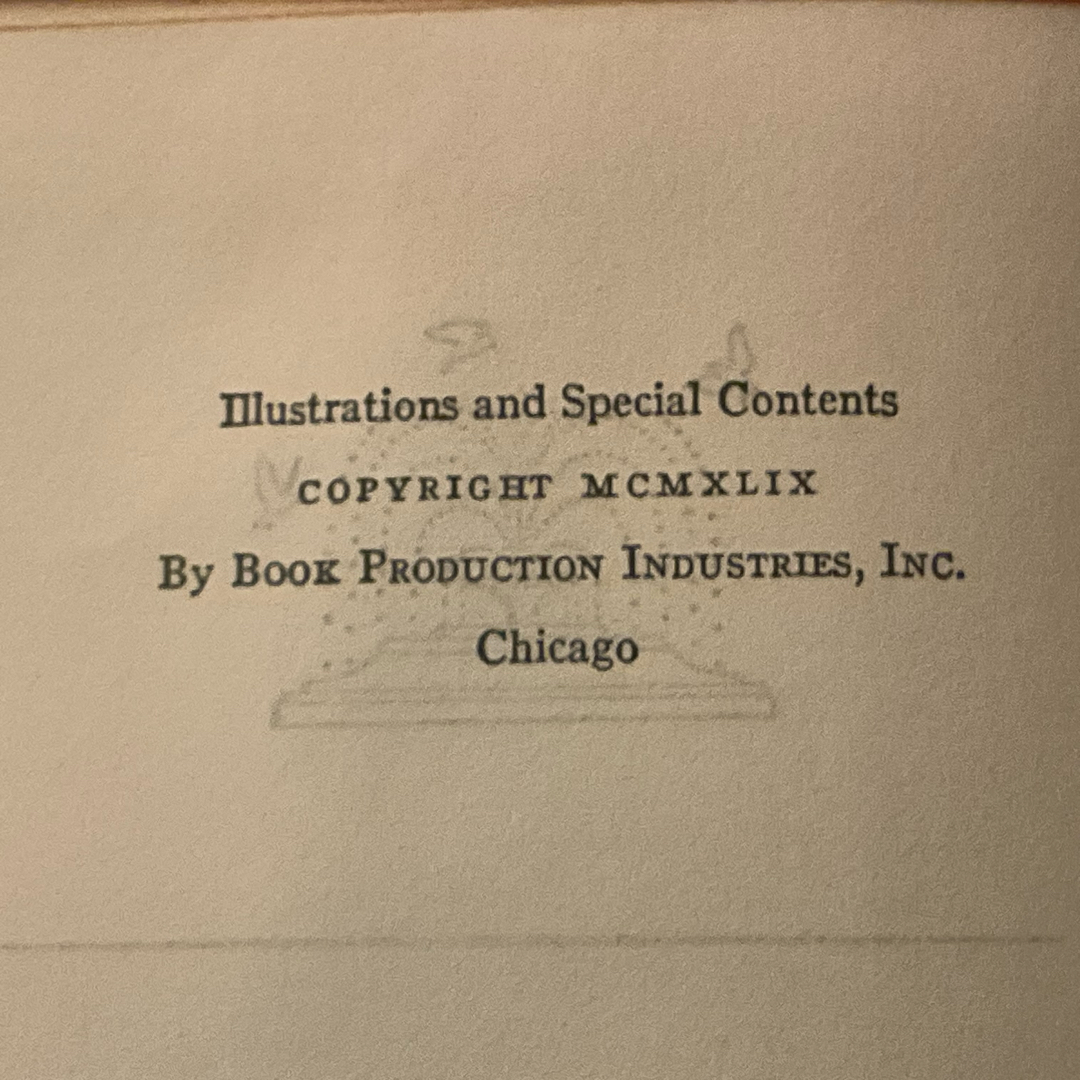 Illustrations and Special Contents
COPYRIGHT MCMXLIX
By BOOK PRODUCTION INDUSTRIES, INC.
Chicago